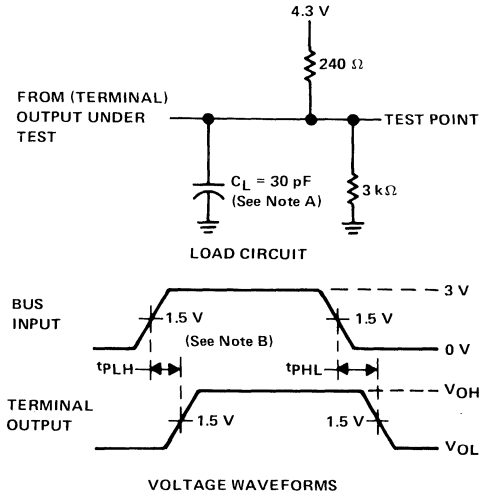 4.3 V
240 Ω
FROM (TERMINAL)
OUTPUT UNDER
TEST
TEST POINT
CL = 30 pF
(See Note A)
3 kΩ
LOAD CIRCUIT
BUS
INPUT
3 V
1.5 V
1.5 V
(See Note B)
0 V
tPLH
tPHL
TERMINAL
OUTPUT
VOH
1.5 V
1.5 V
VOL
VOLTAGE WAVEFORMS